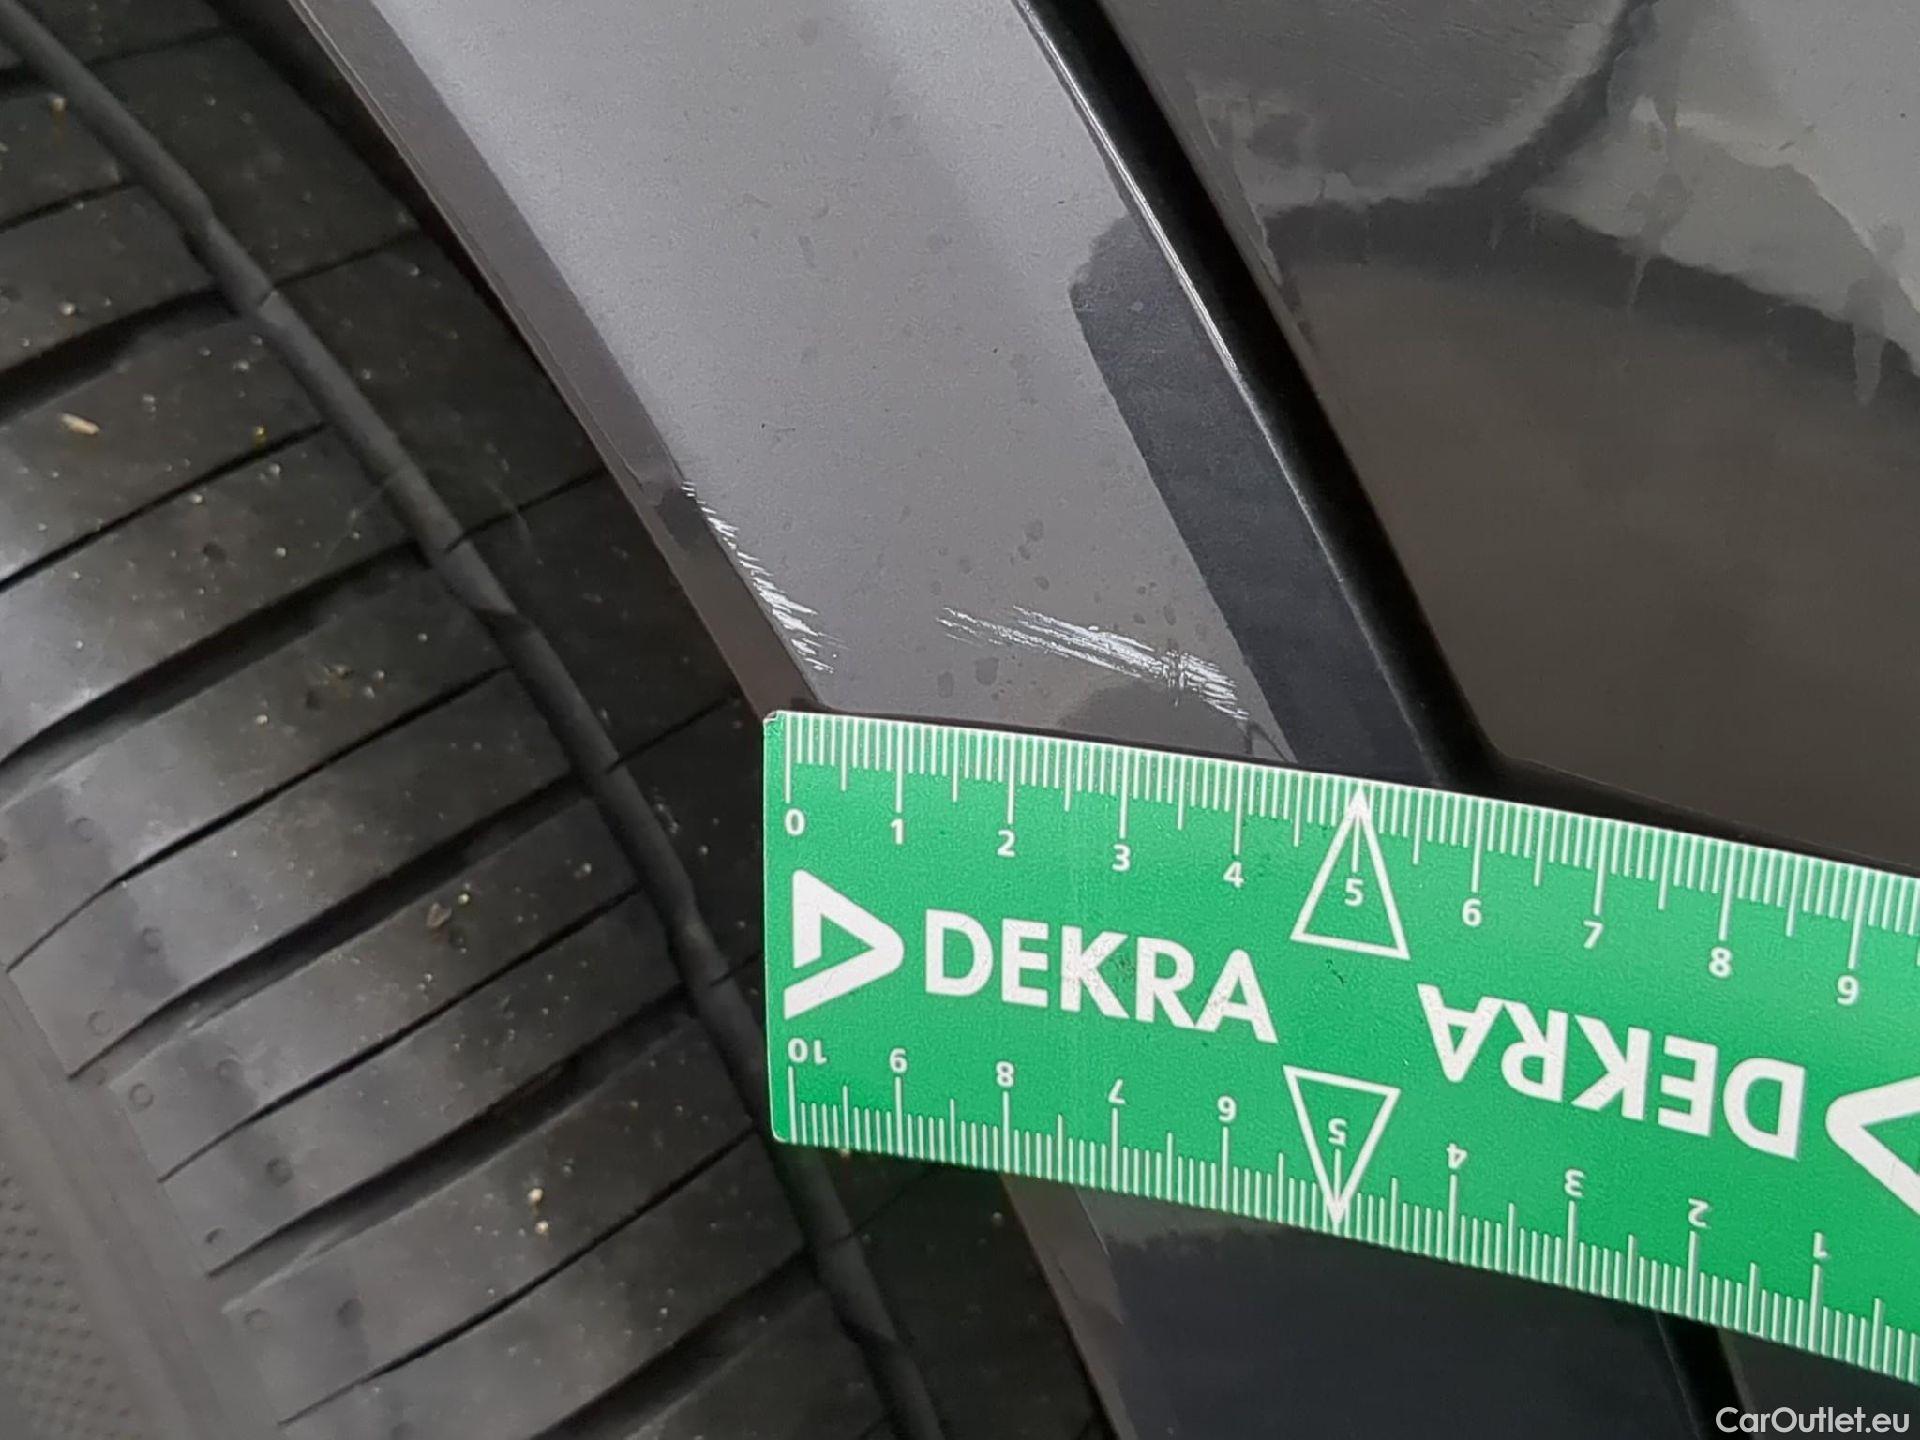 0 1 2 3 4 5 6 7 8 9
DEKRA
DEKRA
10 9 8 7 6 5 4 3 2 1
CarOutlet.eu